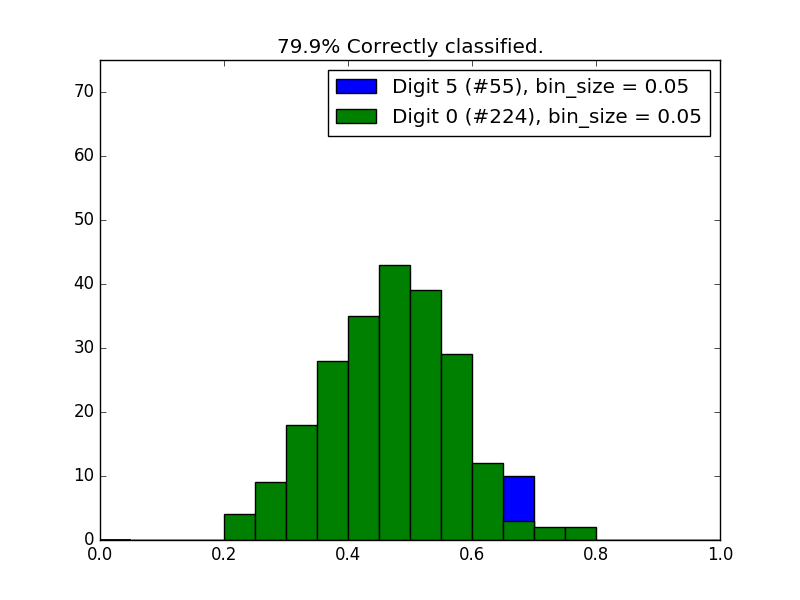 79.9% Correctly classified.
Digit 5 (#55), bin_size = 0.05
Digit 0 (#224), bin_size = 0.05
70
60
50
40
30
20
10
0
0.0 0.2 0.4 0.6 0.8 1.0